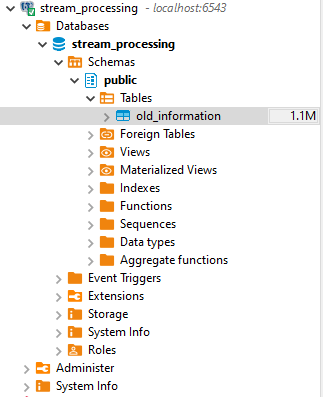 stream_processing - localhost:6543
Databases
stream_processing
Schemas
public
Tables
old_information 1.1M
Foreign Tables
Views
Materialized Views
Indexes
Functions
Sequences
Data types
Aggregate functions
Event Triggers
Extensions
Storage
System Info
Roles
Administer
System Info